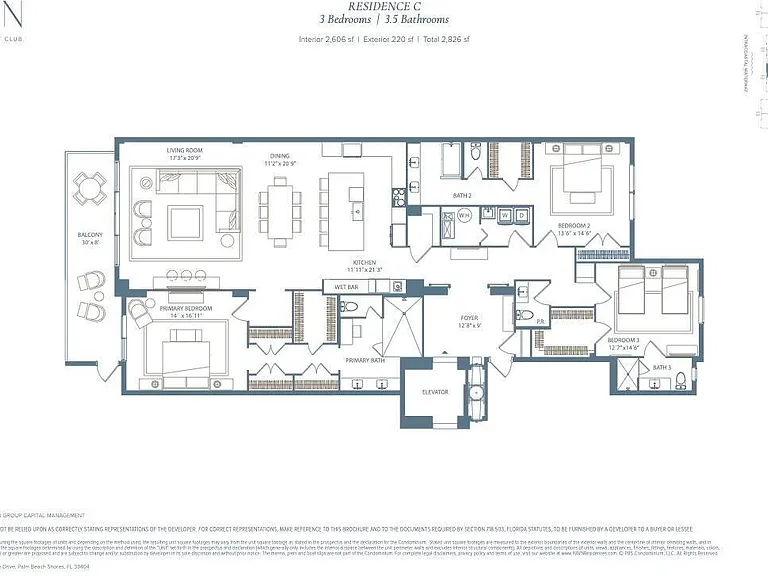 N
T CLUB
RESIDENCE C
3 Bedrooms | 3.5 Bathrooms
Interior 2,606 sf | Exterior 220 sf | Total 2,826 sf
INTRACOASTAL WATERWAY
LIVING ROOM
17'3" x 20'9"
DINING
11'2" x 20'9"
BATH 2
W.H
W
D
BEDROOM 2
13'6" x 14'6"
BALCONY
30' x 8'
KITCHEN
11'11" x 21'3"
WET BAR
PRIMARY BEDROOM
14' x 16'11"
FOYER
12'8" x 9'
P.R.
BEDROOM 3
12'7" x 14'6"
PRIMARY BATH
BATH 3
ELEVATOR
GROUP CAPITAL MANAGEMENT
OT BE RELIED UPON AS CORRECTLY STATING REPRESENTATIONS OF THE DEVELOPER. FOR CORRECT REPRESENTATIONS, MAKE REFERENCE TO THIS BROCHURE AND TO THE DOCUMENTS REQUIRED BY SECTION 718.503, FLORIDA STATUTES, TO BE FURNISHED BY A DEVELOPER TO A BUYER OR LESSEE.
Drive, Palm Beach Shores, FL 33404